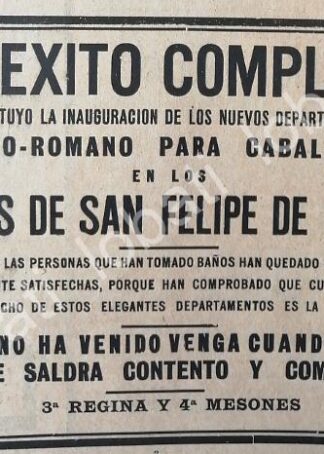 EXITO COMPL
TUYO LA INAUGURACION DE LOS NUEVOS DEPART
O-ROMANO PARA CABAL
EN LOS
S DE SAN FELIPE DE
LAS PERSONAS QUE HAN TOMADO BAÑOS HAN QUEDADO
TE SATISFECHAS, PORQUE HAN COMPROBADO QUE CU
CHO DE ESTOS ELEGANTES DEPARTAMENTOS ES LA
NO HA VENIDO VENGA CUAND
E SALDRA CONTENTO Y COM
3ª REGINA Y 4ª MESONES